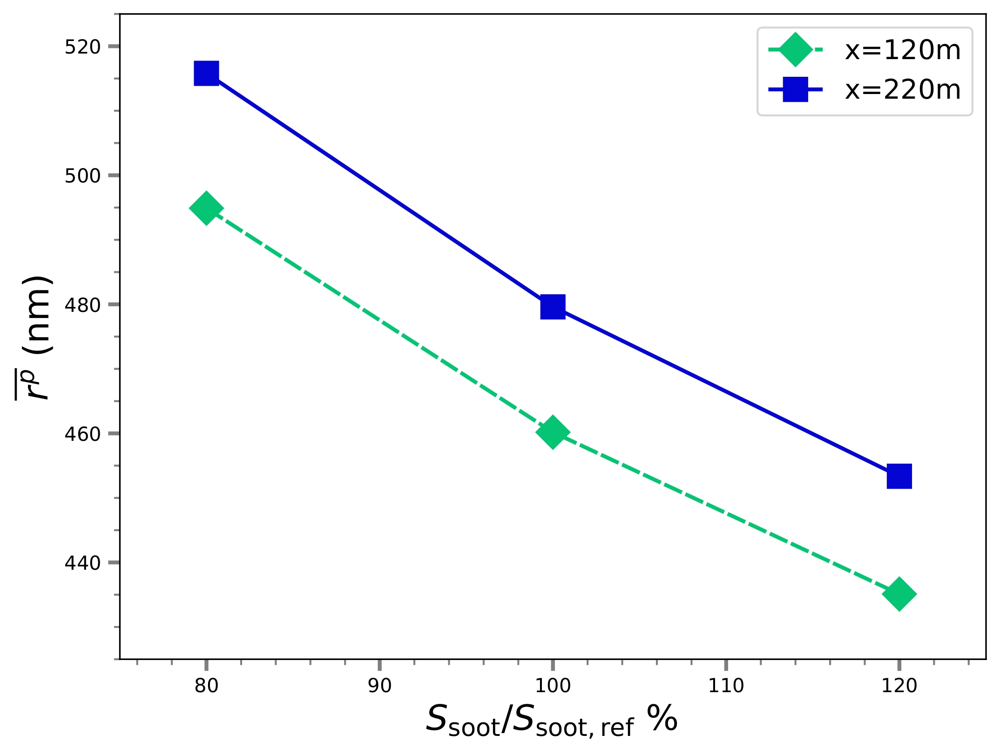 520
500
480
460
440
r̅ᵖ (nm)
x=120m
x=220m
80 90 100 110 120
S_soot/S_soot, ref %